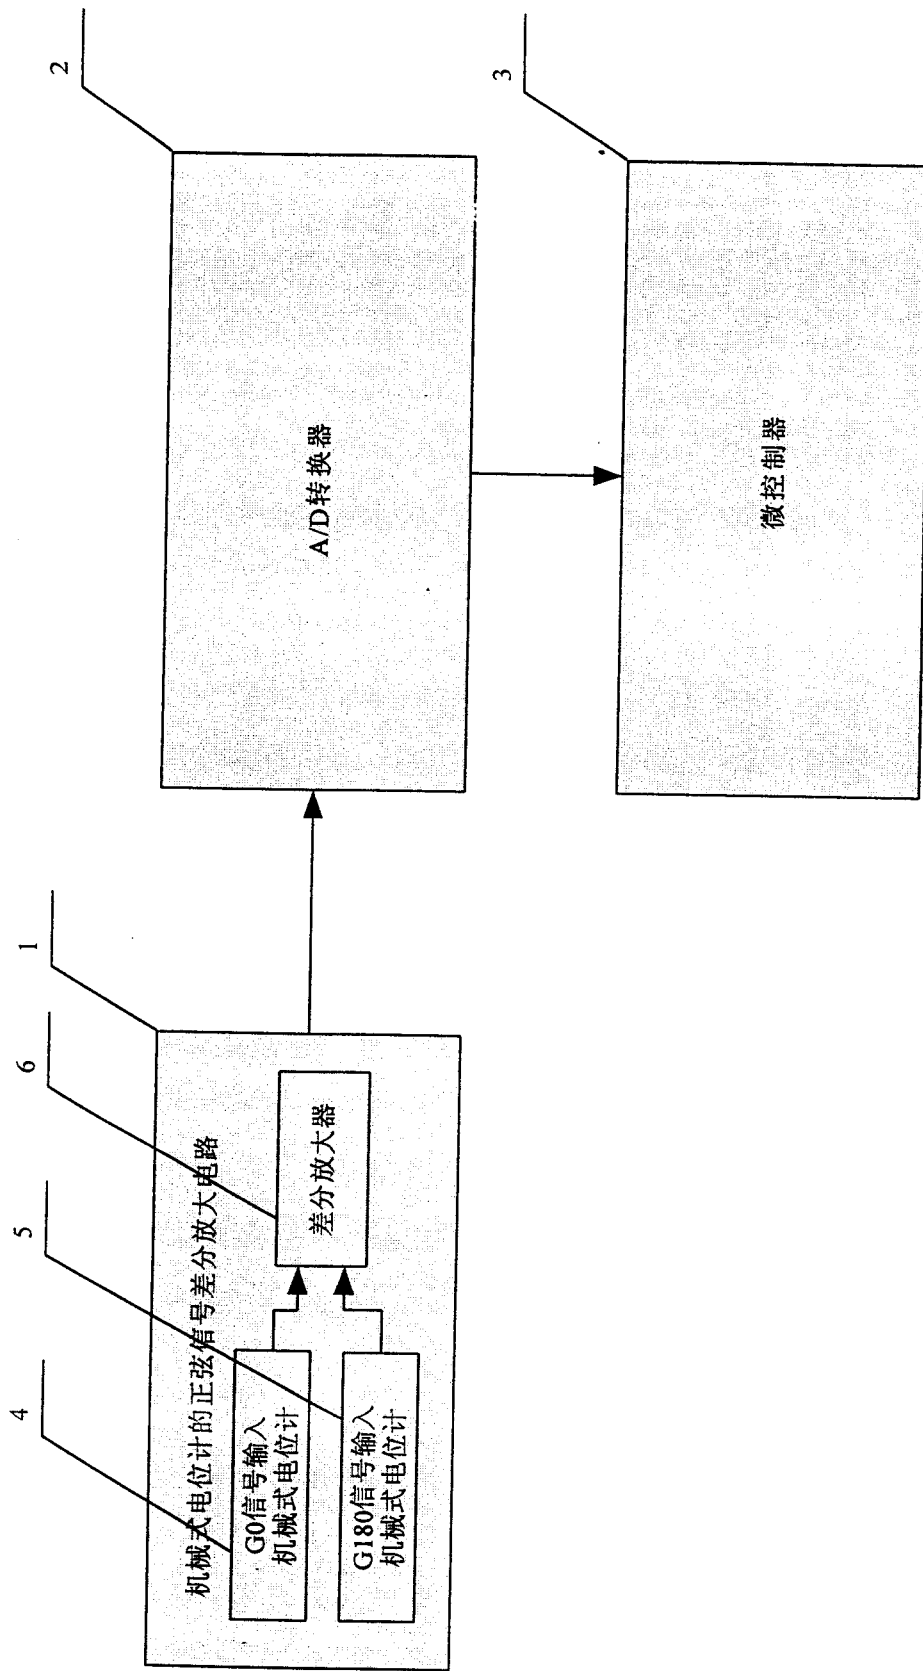 1
2
3
4
5
6
机械式电位计的正弦信号差分放大电路
G0信号输入
机械式电位计
G180信号输入
机械式电位计
差分放大器
A/D转换器
微控制器